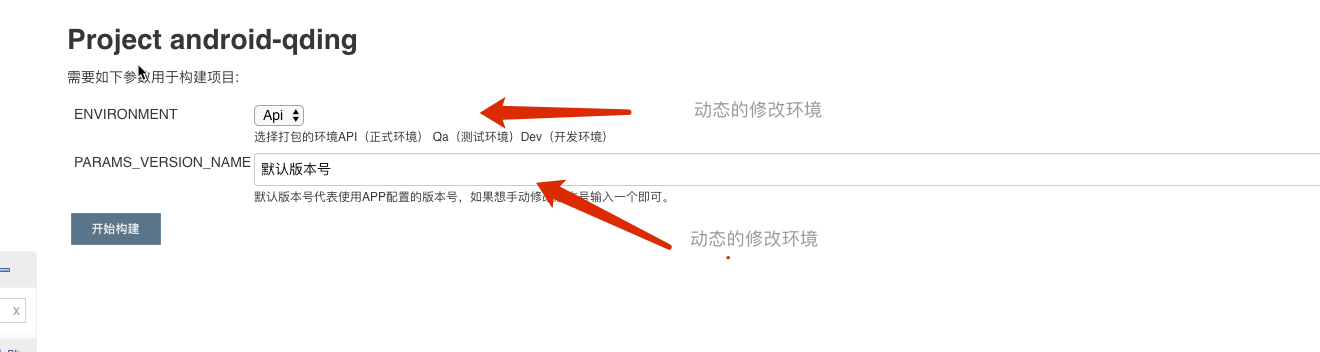 Project android-qding
需要如下参数用于构建项目:
ENVIRONMENT
Api
动态的修改环境
选择打包的环境API（正式环境） Qa（测试环境）Dev（开发环境）
PARAMS_VERSION_NAME
默认版本号
默认版本号代表使用APP配置的版本号，如果想手动修 号输入一个即可。
开始构建
动态的修改环境
x